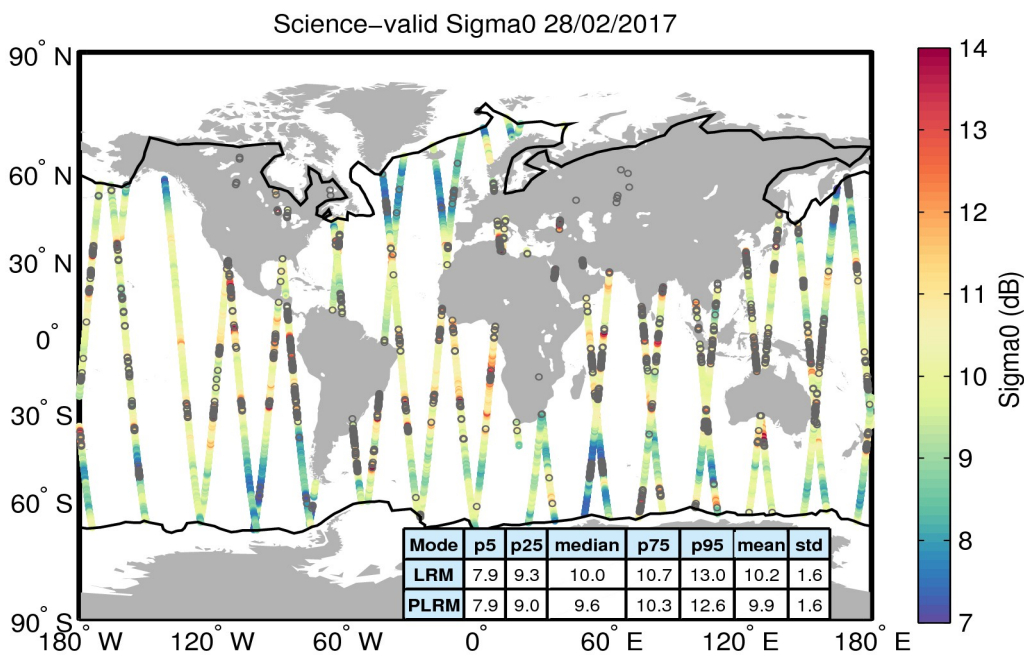 Science−valid Sigma0 28/02/2017
90° N
60° N
30° N
0°
30° S
60° S
90° S
180° W
120° W
60° W
0°
60° E
120° E
180° E
14
13
12
11
10
9
8
7
Sigma0 (dB)
Mode p5 p25 median p75 p95 mean std
LRM 7.9 9.3 10.0 10.7 13.0 10.2 1.6
PLRM 7.9 9.0 9.6 10.3 12.6 9.9 1.6